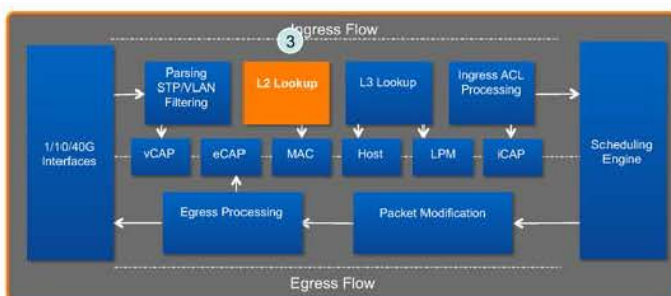 Ingress Flow
3
Parsing
STP/VLAN
Filtering
L2 Lookup
L3 Lookup
Ingress ACL
Processing
1/10/40G
Interfaces
vCAP
eCAP
MAC
Host
LPM
iCAP
Scheduling
Engine
Egress Processing
Packet Modification
Egress Flow